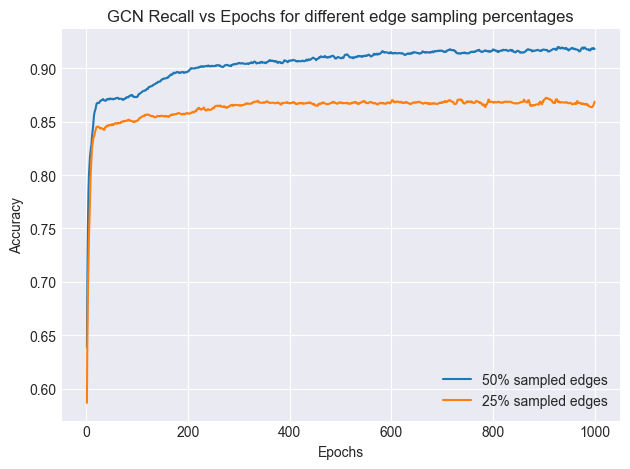 GCN Recall vs Epochs for different edge sampling percentages
0.90
0.85
0.80
0.75
0.70
0.65
0.60
Accuracy
50% sampled edges
25% sampled edges
0
200
400
600
800
1000
Epochs